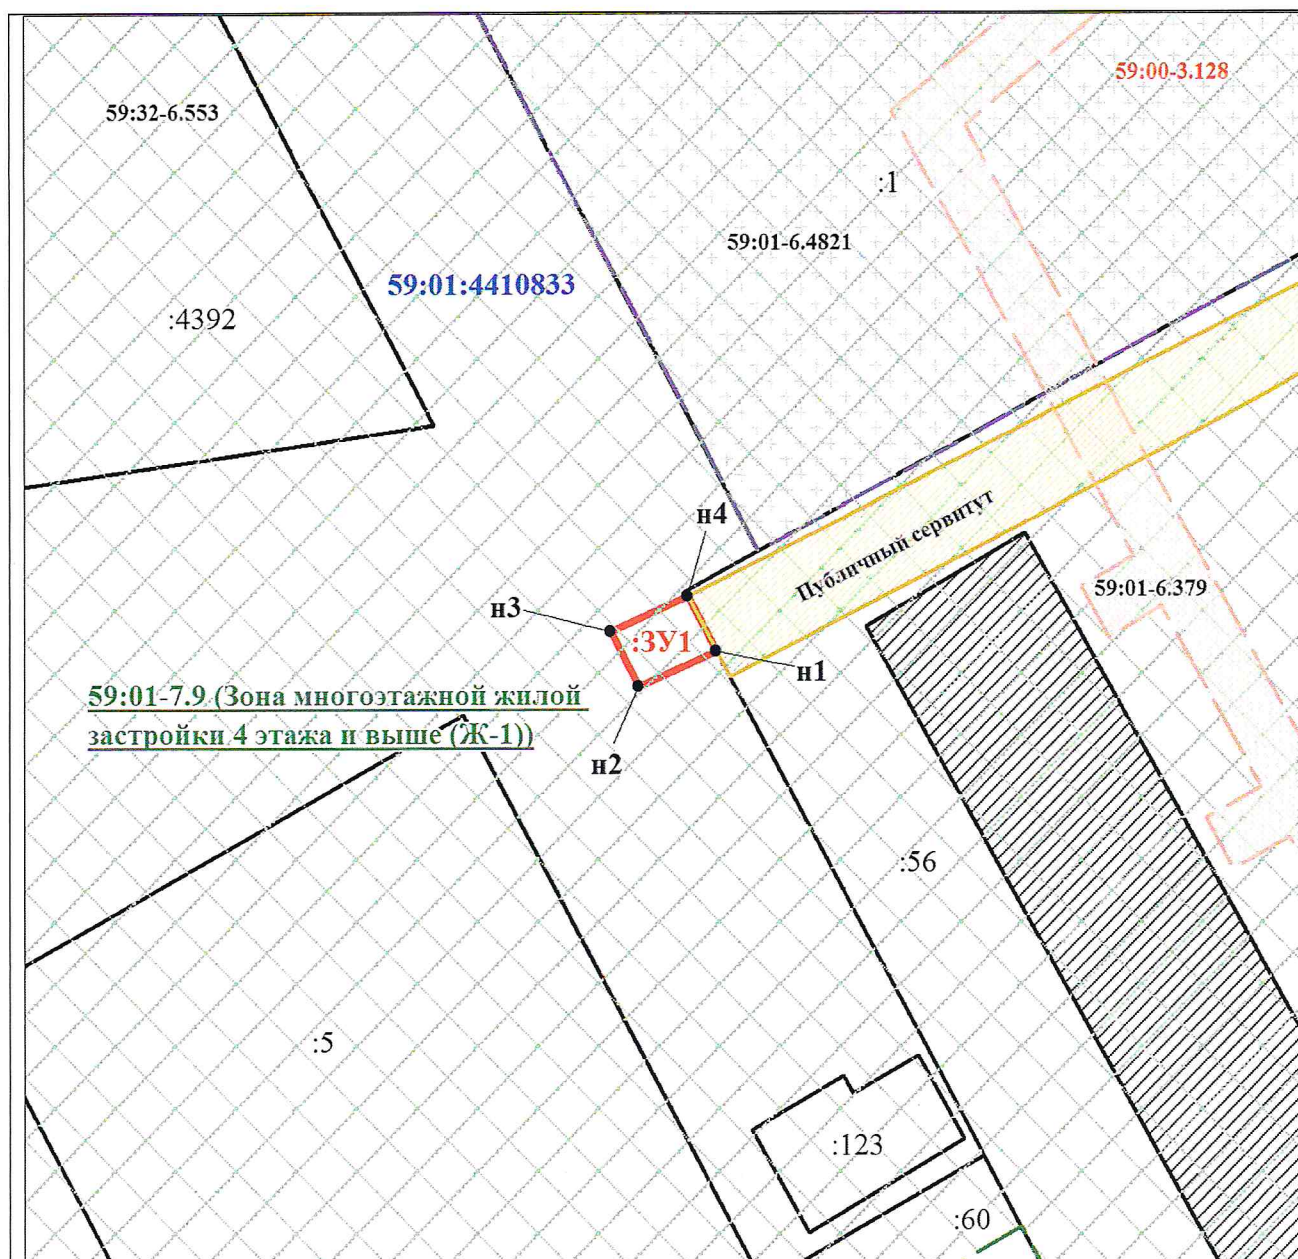 59:00-3.128
59:32-6.553
:1
59:01-6.4821
59:01:4410833
:4392
н4
Публичный сервитут
59:01-6.379
н3
:ЗУ1
н1
59:01-7.9 (Зона многоэтажной жилой
застройки 4 этажа и выше (Ж-1))
н2
:56
:5
:123
:60